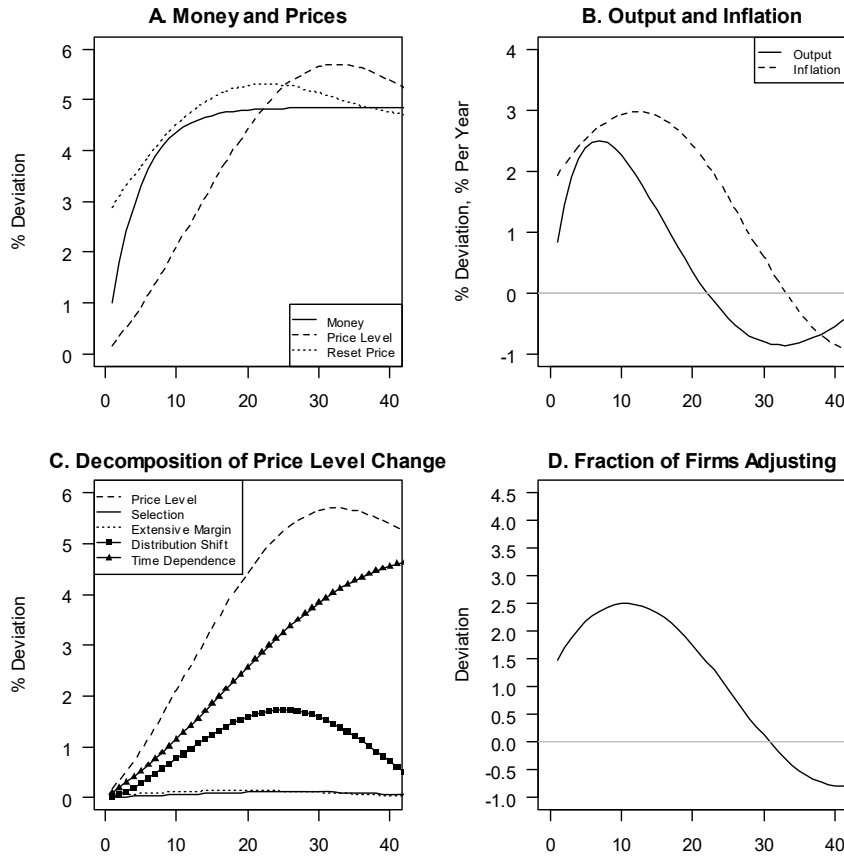 A. Money and Prices
% Deviation
6
5
4
3
2
1
0
Money
Price Level
Reset Price
0 10 20 30 40
B. Output and Inflation
% Deviation, % Per Year
4
3
2
1
0
-1
Output
Inflation
0 10 20 30 40
C. Decomposition of Price Level Change
% Deviation
6
5
4
3
2
1
0
Price Level
Selection
Extensive Margin
Distribution Shift
Time Dependence
0 10 20 30 40
D. Fraction of Firms Adjusting
Deviation
4.5
4.0
3.5
3.0
2.5
2.0
1.5
1.0
0.5
0.0
-0.5
-1.0
0 10 20 30 40